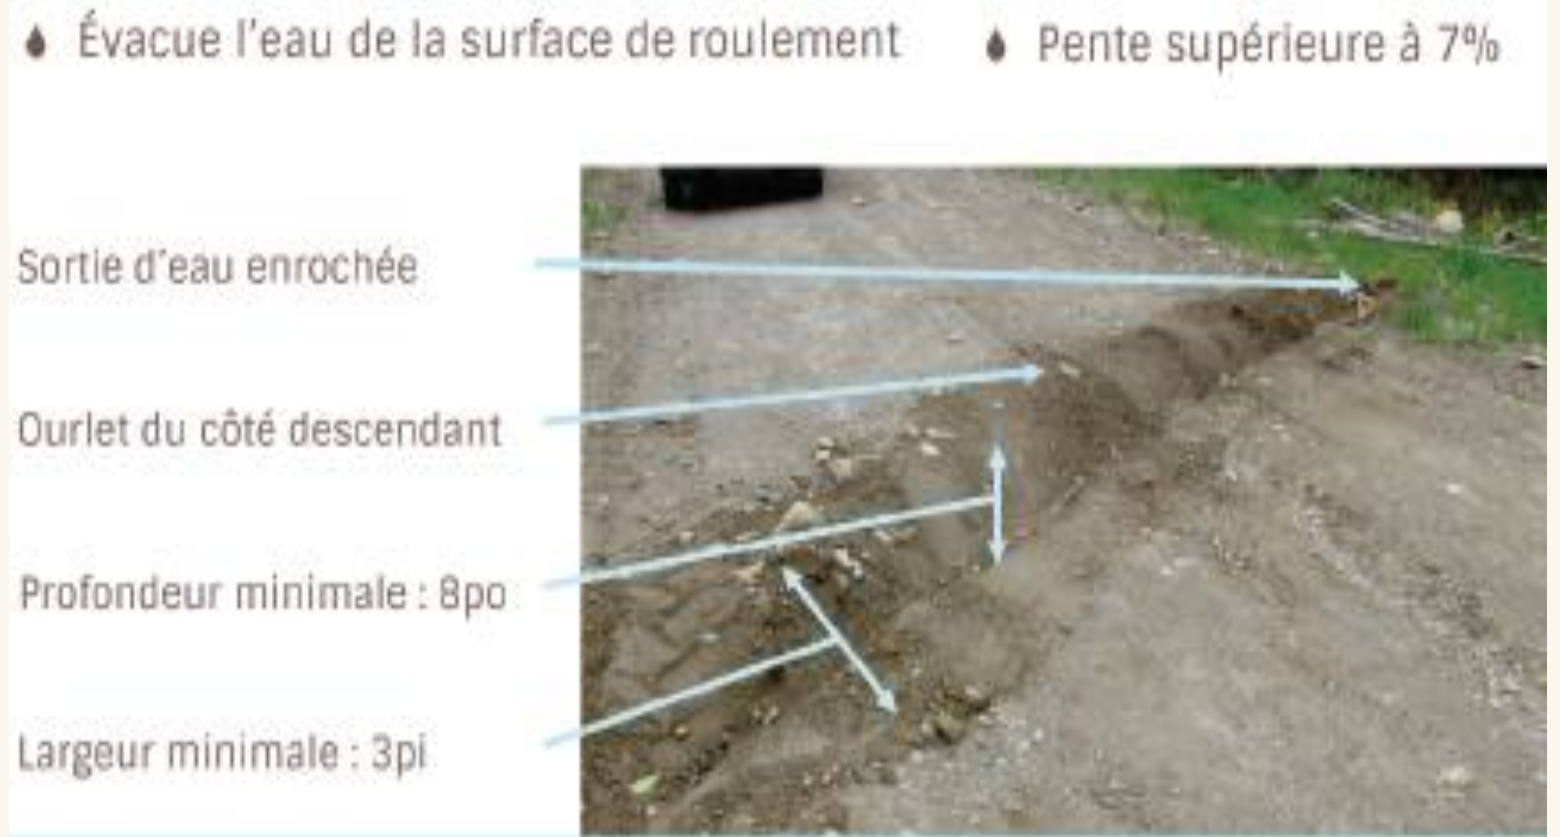 Évacue l'eau de la surface de roulement
Pente supérieure à 7%
Sortie d'eau enrochée
Ourlet du côté descendant
Profondeur minimale : 8po
Largeur minimale : 3pi